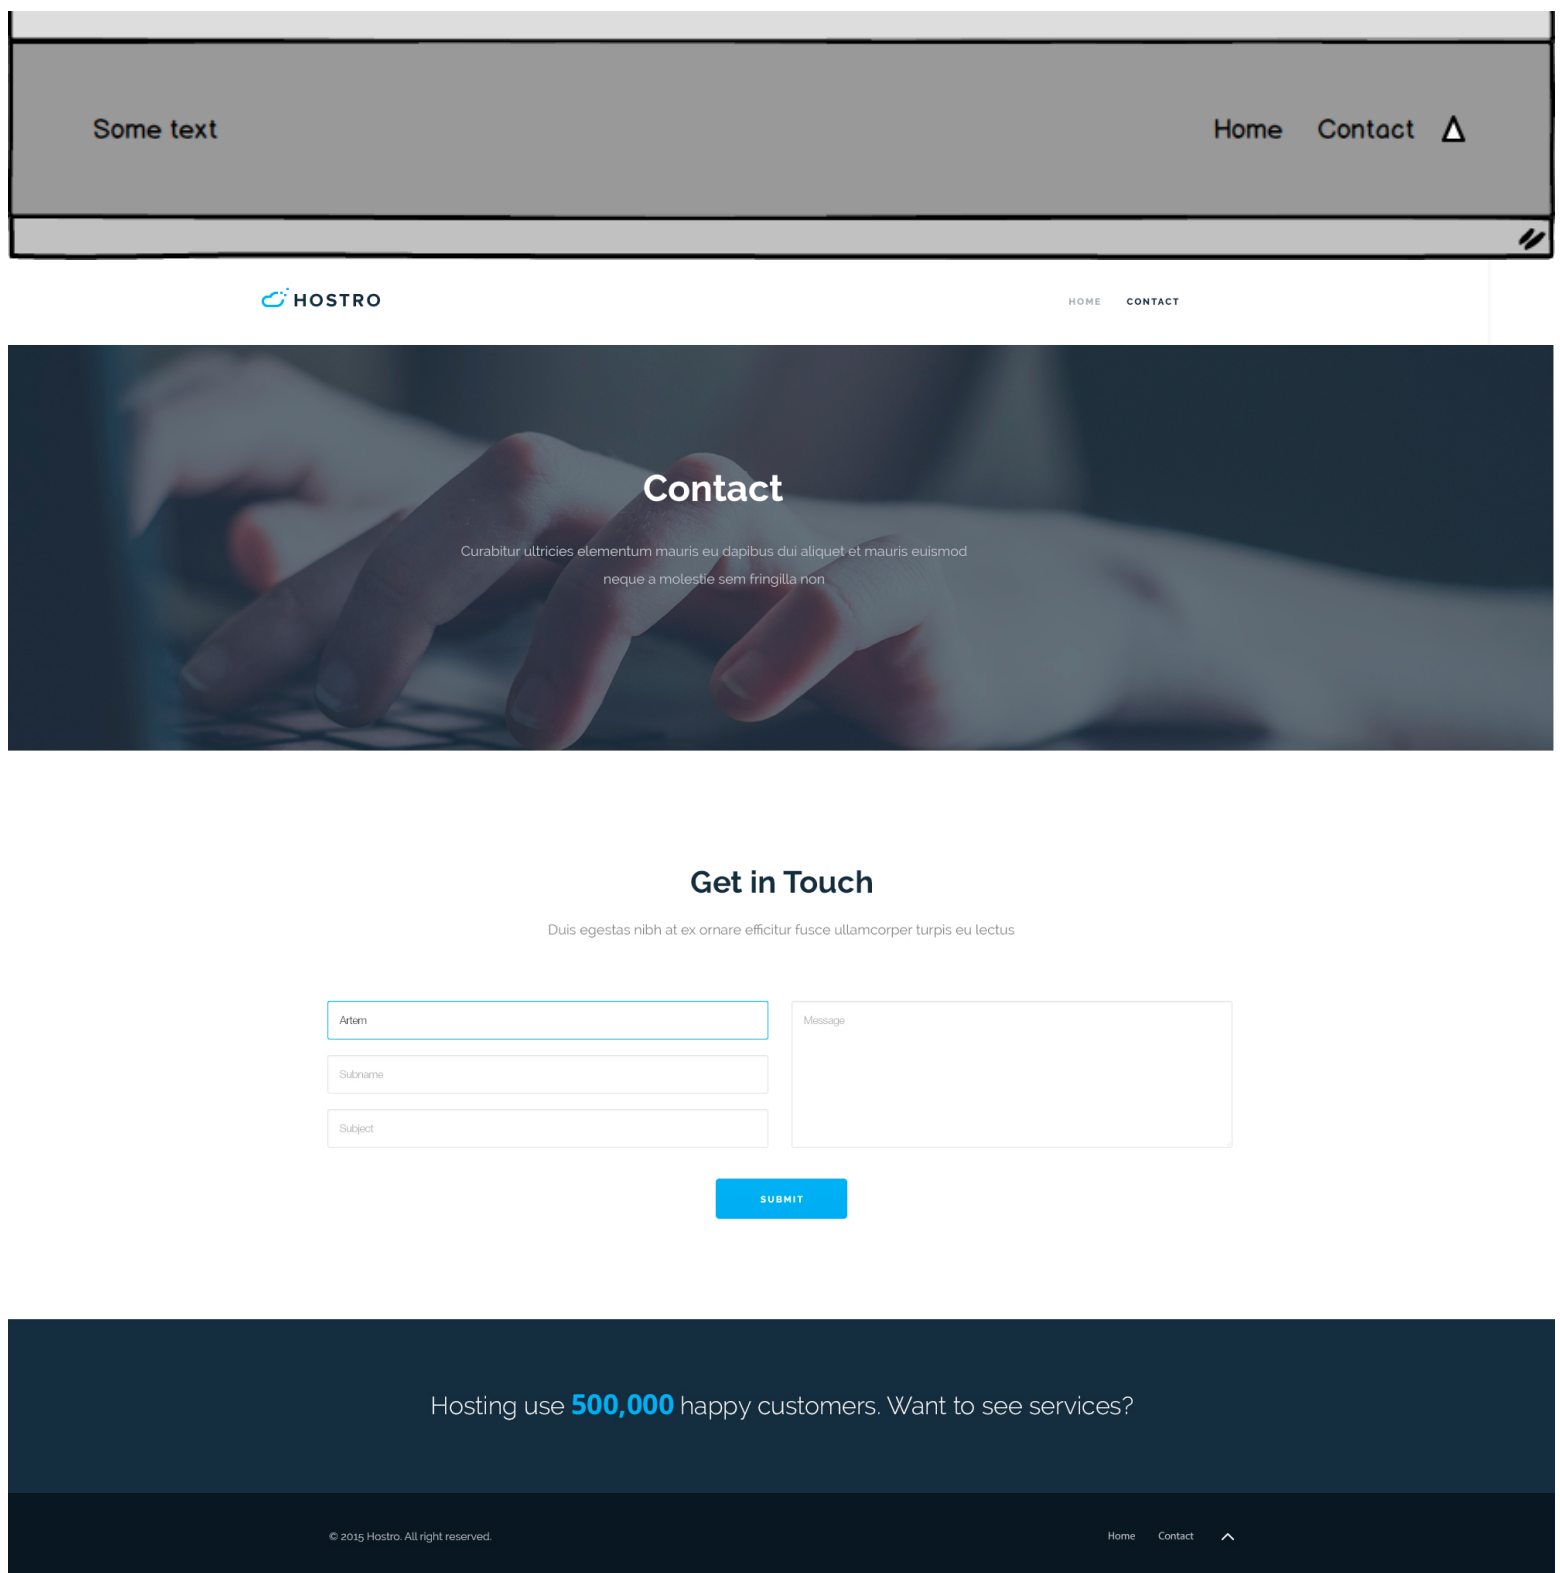 Some text
Home Contact
HOSTRO
HOME CONTACT
Contact
Curabitur ultricies elementum mauris eu dapibus dui aliquet et mauris euismod
neque a molestie sem fringilla non
Get in Touch
Duis egestas nibh at ex ornare efficitur fusce ullamcorper turpis eu lectus
Artem
Message
Subname
Subject
SUBMIT
Hosting use 500,000 happy customers. Want to see services?
© 2015 Hostro. All right reserved.
Home Contact